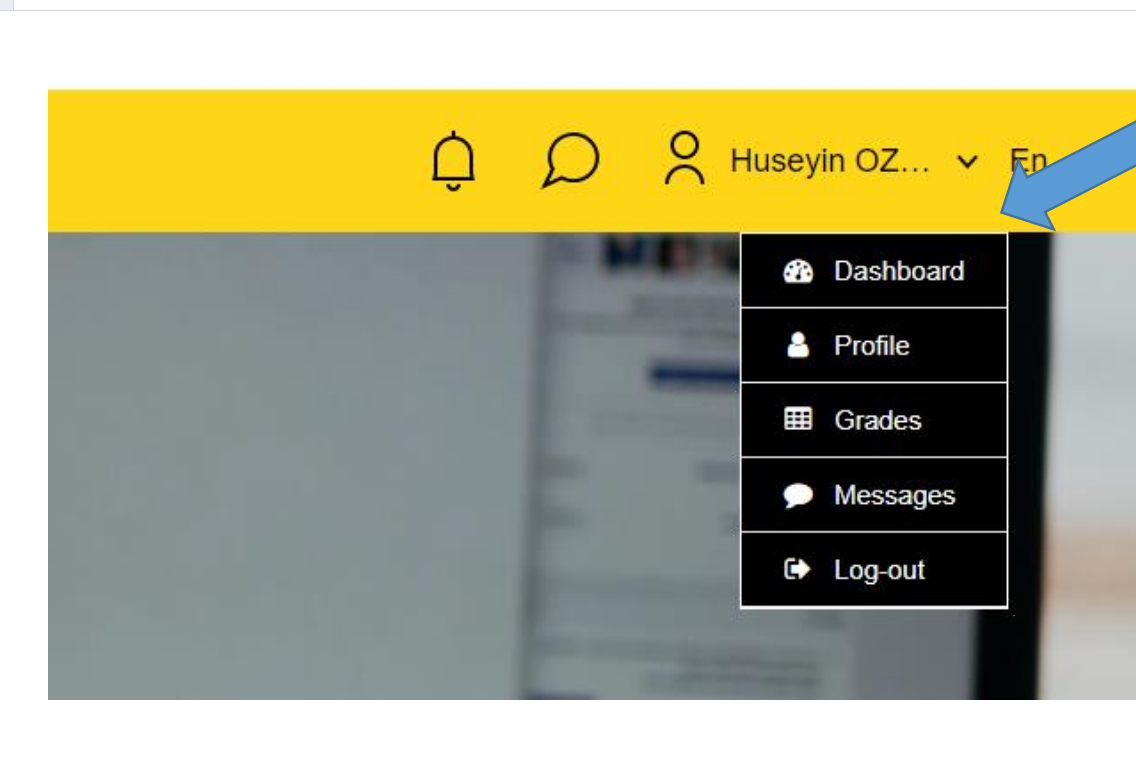 Huseyin OZ... En
Dashboard
Profile
Grades
Messages
Log-out